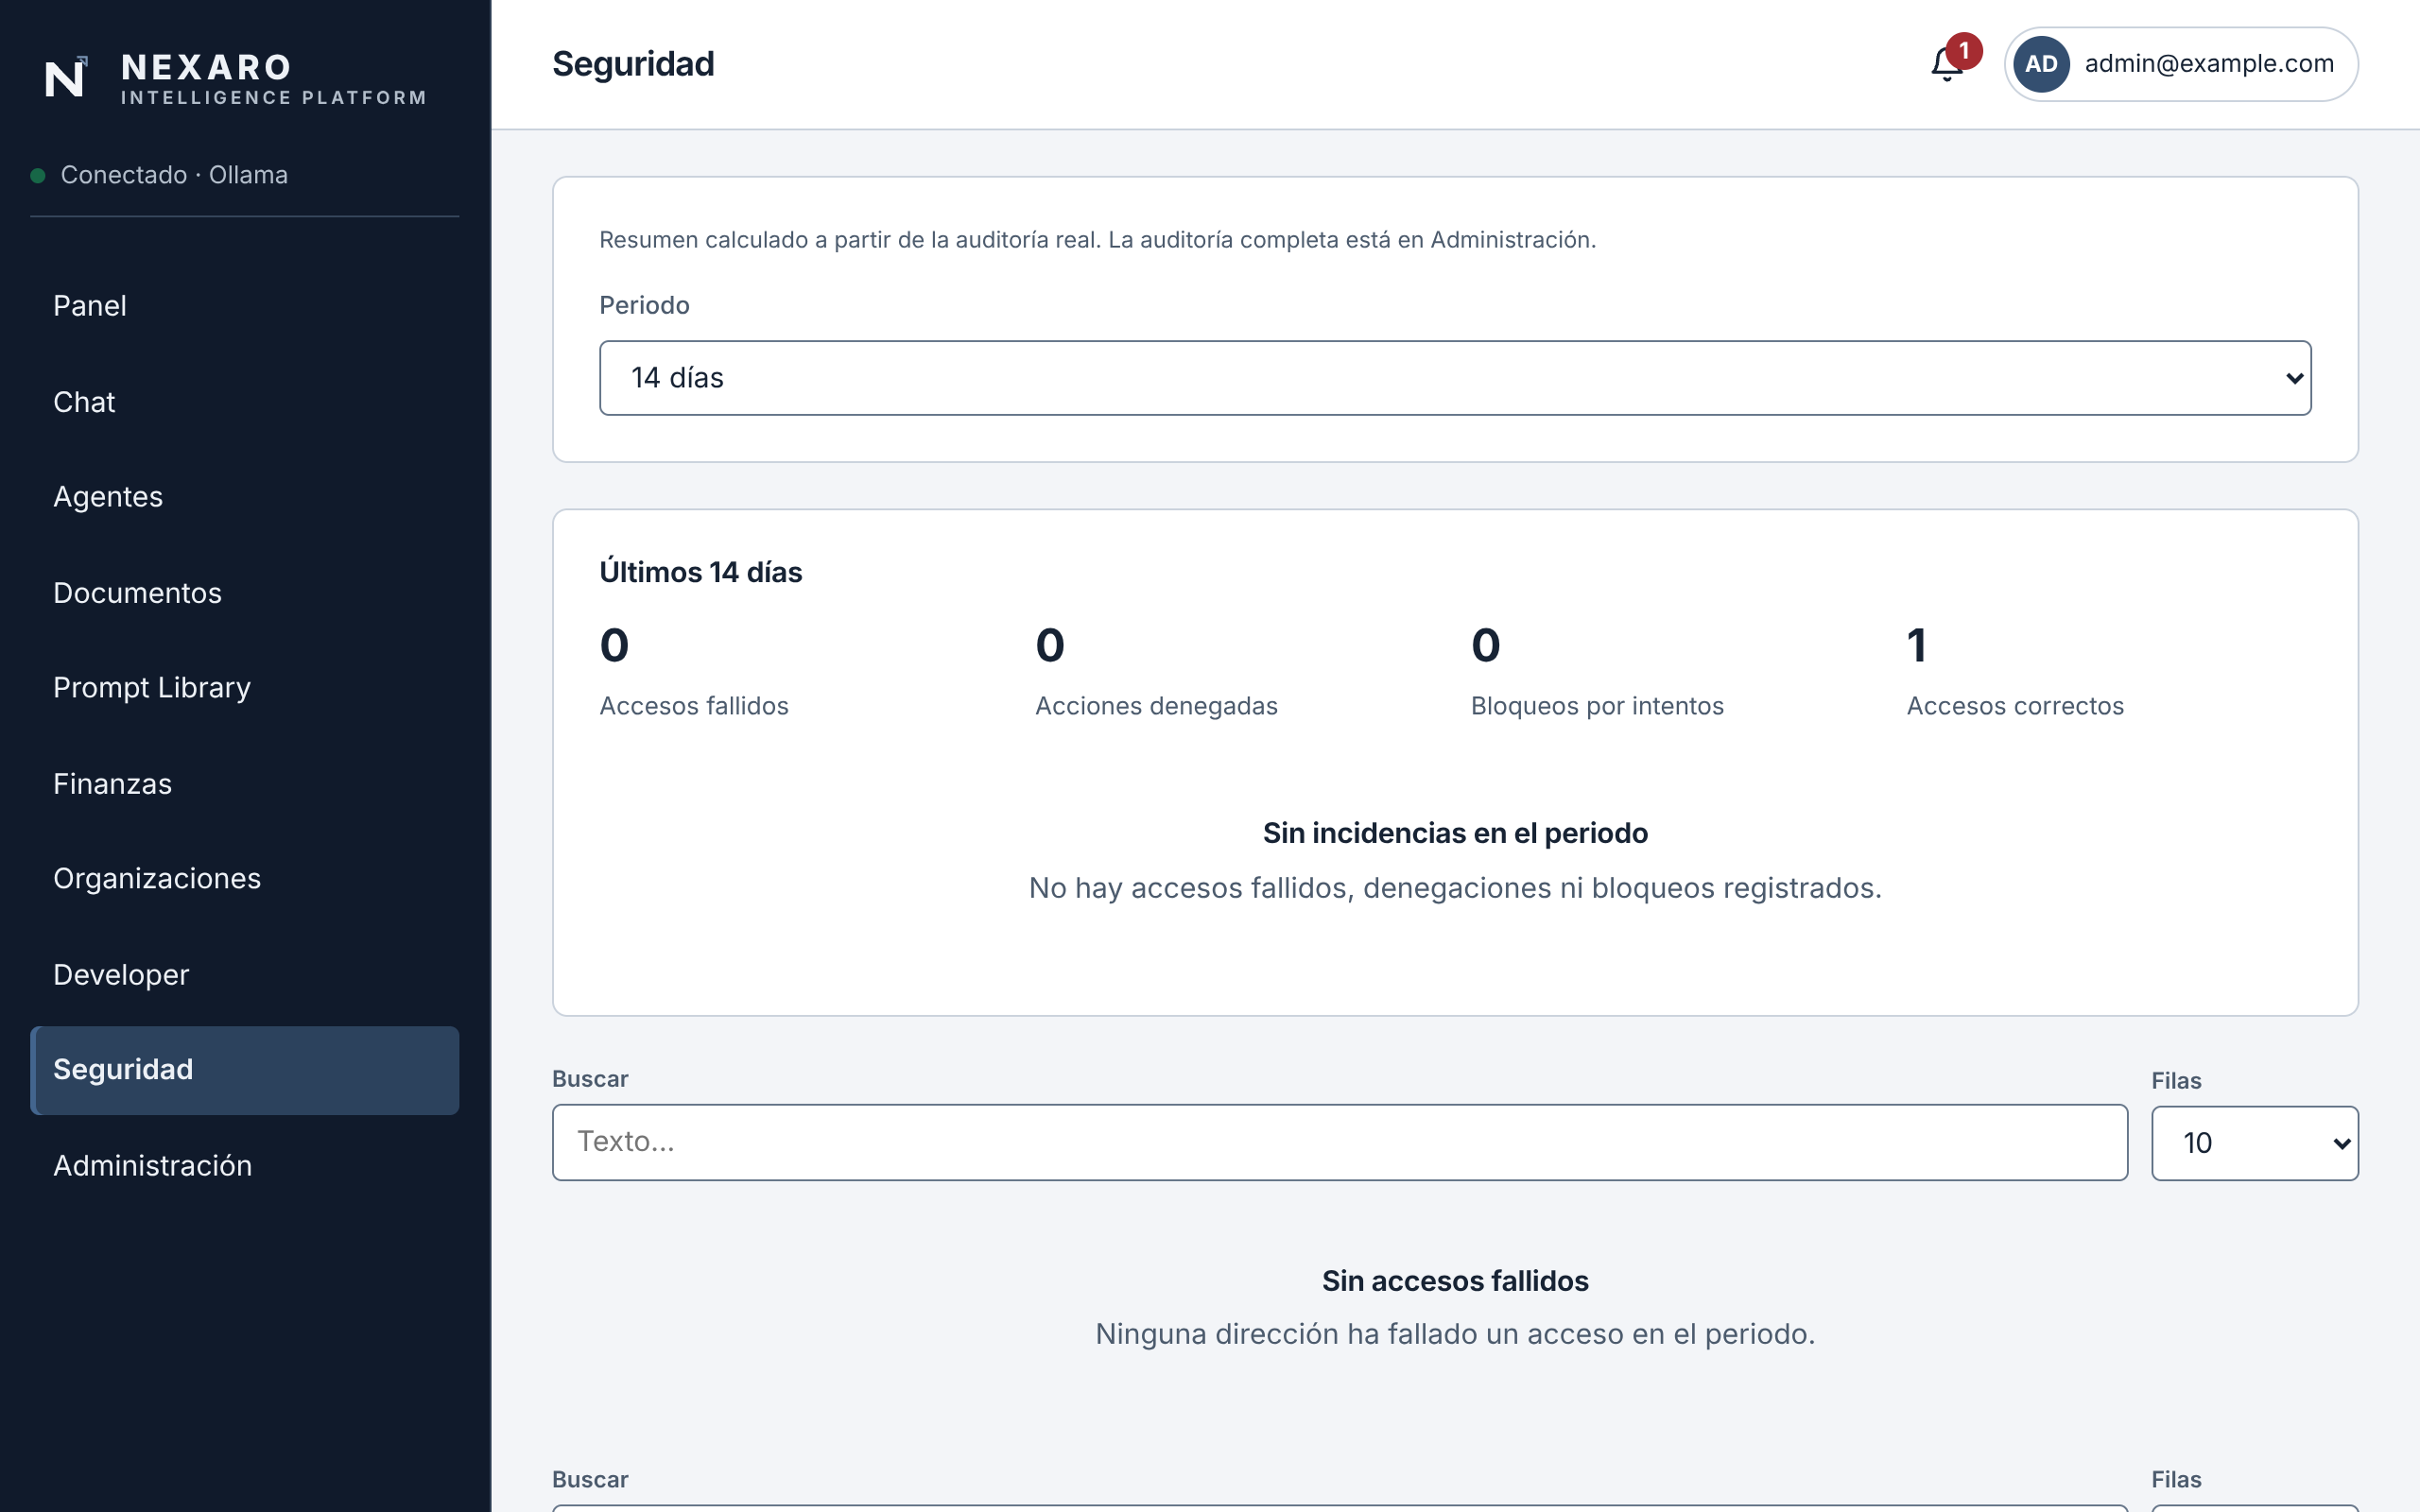 NEXARO
INTELLIGENCE PLATFORM
Conectado · Ollama
Panel
Chat
Agentes
Documentos
Prompt Library
Finanzas
Organizaciones
Developer
Seguridad
Administración
Seguridad
1
AD
admin@example.com
Resumen calculado a partir de la auditoría real. La auditoría completa está en Administración.
Periodo
14 días
Últimos 14 días
0
Accesos fallidos
0
Acciones denegadas
0
Bloqueos por intentos
1
Accesos correctos
Sin incidencias en el periodo
No hay accesos fallidos, denegaciones ni bloqueos registrados.
Buscar
Texto...
Filas
10
Sin accesos fallidos
Ninguna dirección ha fallado un acceso en el periodo.
Buscar
Filas